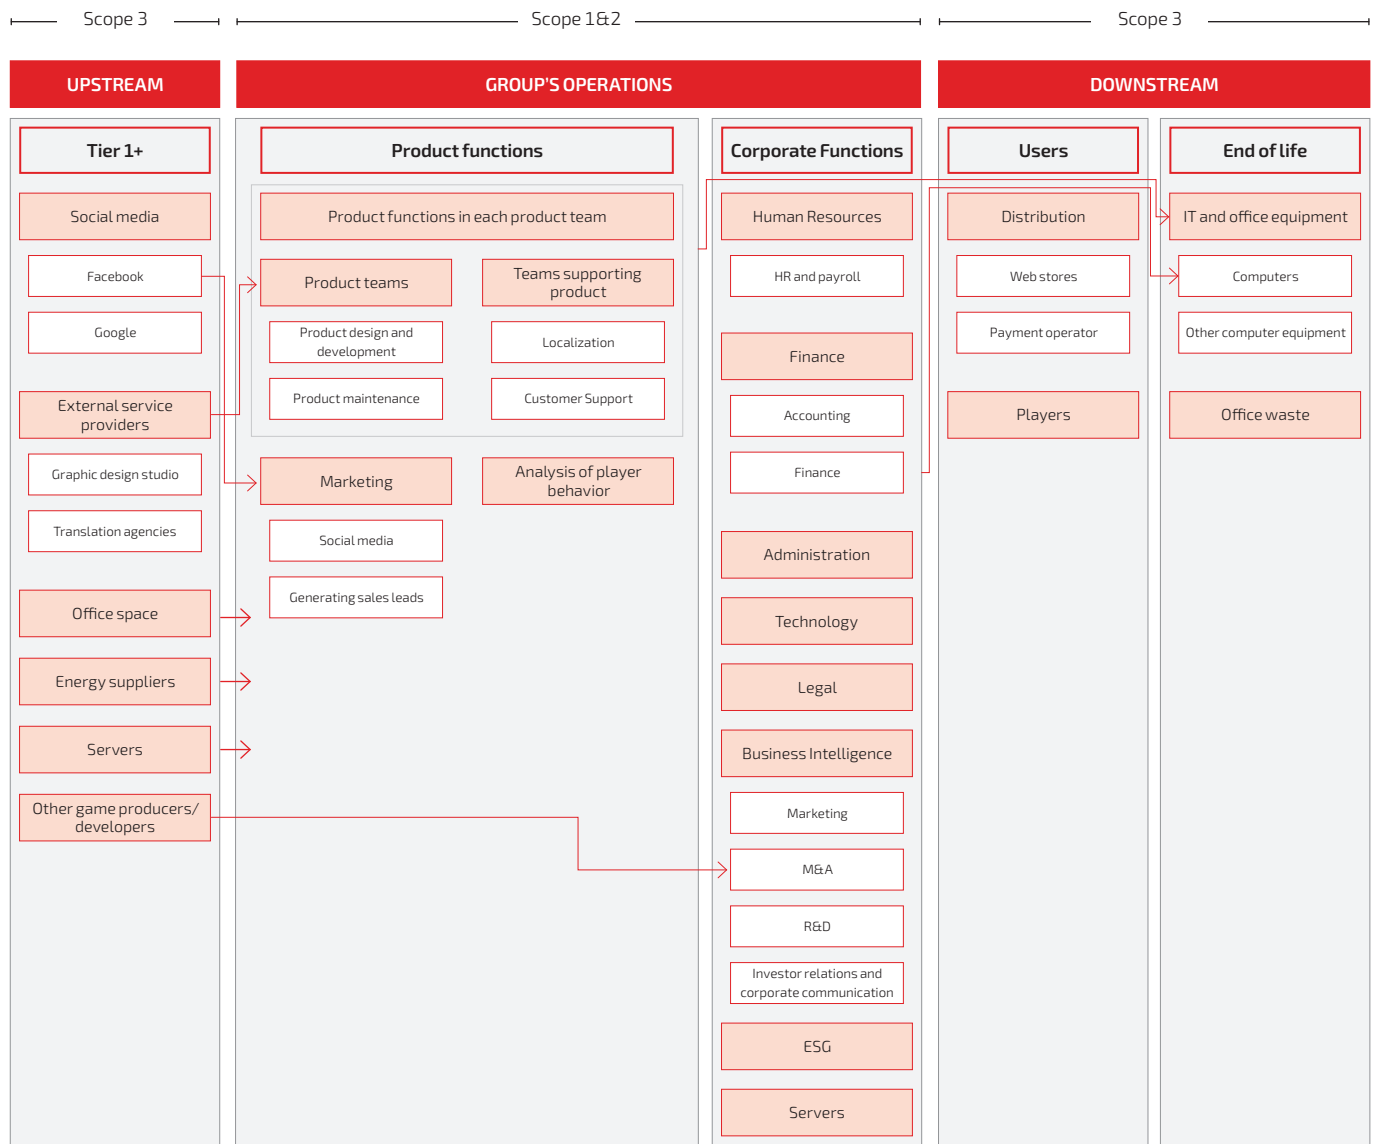 Scope 3
Scope 1&2
Scope 3
UPSTREAM
GROUP'S OPERATIONS
DOWNSTREAM
Tier 1+
Social media
Facebook
Google
External service
providers
Graphic design studio
Translation agencies
Office space
Energy suppliers
Servers
Other game producers/
developers
Product functions
Product functions in each product team
Product teams
Product design and
development
Product maintenance
Teams supporting
product
Localization
Customer Support
Marketing
Social media
Generating sales leads
Analysis of player
behavior
Corporate Functions
Human Resources
HR and payroll
Finance
Accounting
Finance
Administration
Technology
Legal
Business Intelligence
Marketing
M&A
R&D
Investor relations and
corporate communication
ESG
Servers
Users
Distribution
Web stores
Payment operator
Players
End of life
IT and office equipment
Computers
Other computer equipment
Office waste